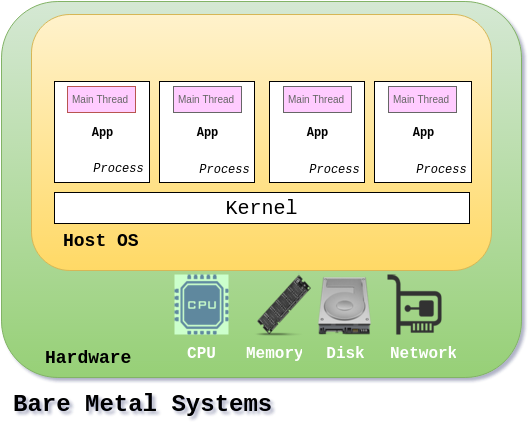 Main Thread Main Thread Main Thread Main Thread
App App App App
Process Process Process Process
Kernel
Host OS
CPU
CPU Memory Disk Network
Hardware
Bare Metal Systems